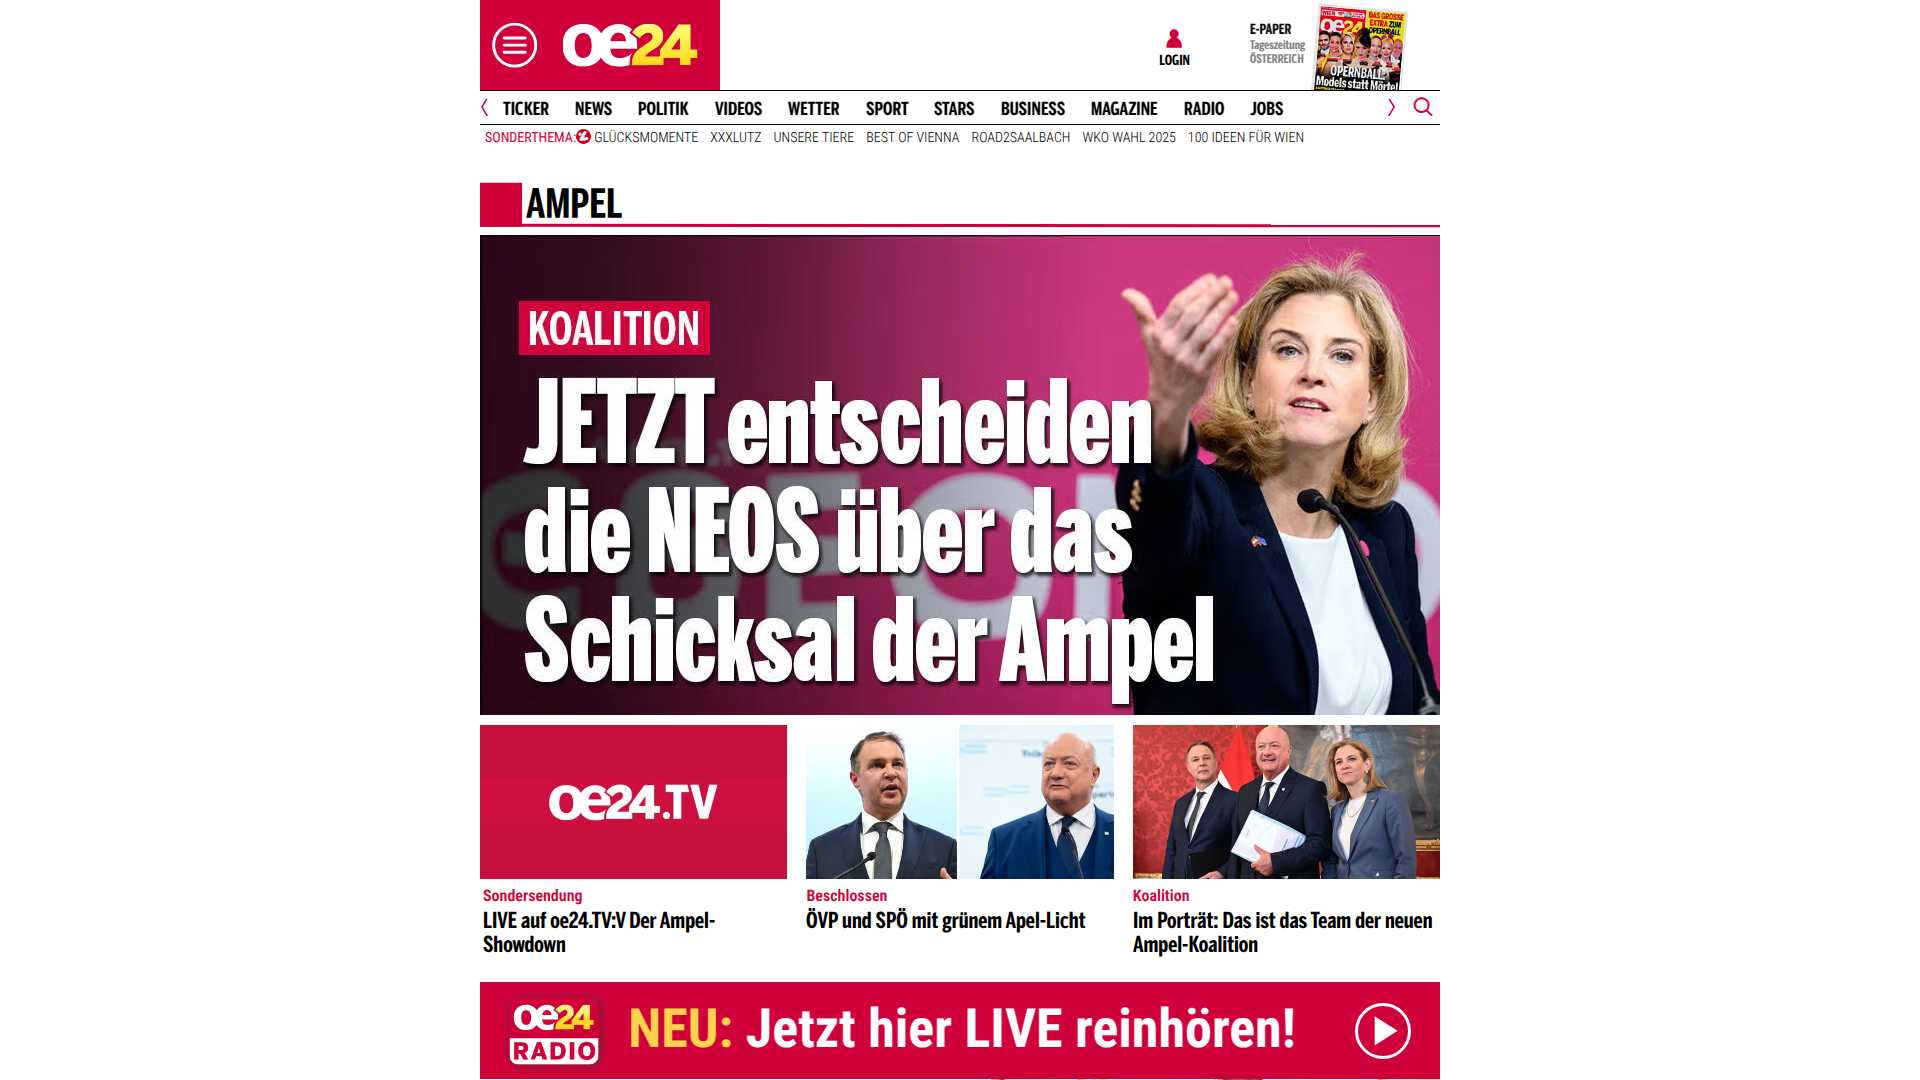 oe24
LOGIN
E-PAPER
Tageszeitung
ÖSTERREICH
oe24
DAS GROSSE
EXTRA ZUM
OPERNBALL
OPERNBALL:
Models statt Mörtel
TICKER NEWS POLITIK VIDEOS WETTER SPORT STARS BUSINESS MAGAZINE RADIO JOBS
SONDERTHEMA: GLÜCKSMOMENTE XXXLUTZ UNSERE TIERE BEST OF VIENNA ROAD2SAALBACH WKO WAHL 2025 100 IDEEN FÜR WIEN
AMPEL
KOALITION
JETZT entscheiden
die NEOS über das
Schicksal der Ampel
oe24.TV
Sondersendung
LIVE auf oe24.TV:V Der Ampel-
Showdown
Beschlossen
ÖVP und SPÖ mit grünem Apel-Licht
Koalition
Im Porträt: Das ist das Team der neuen
Ampel-Koalition
oe24
RADIO
NEU: Jetzt hier LIVE reinhören!